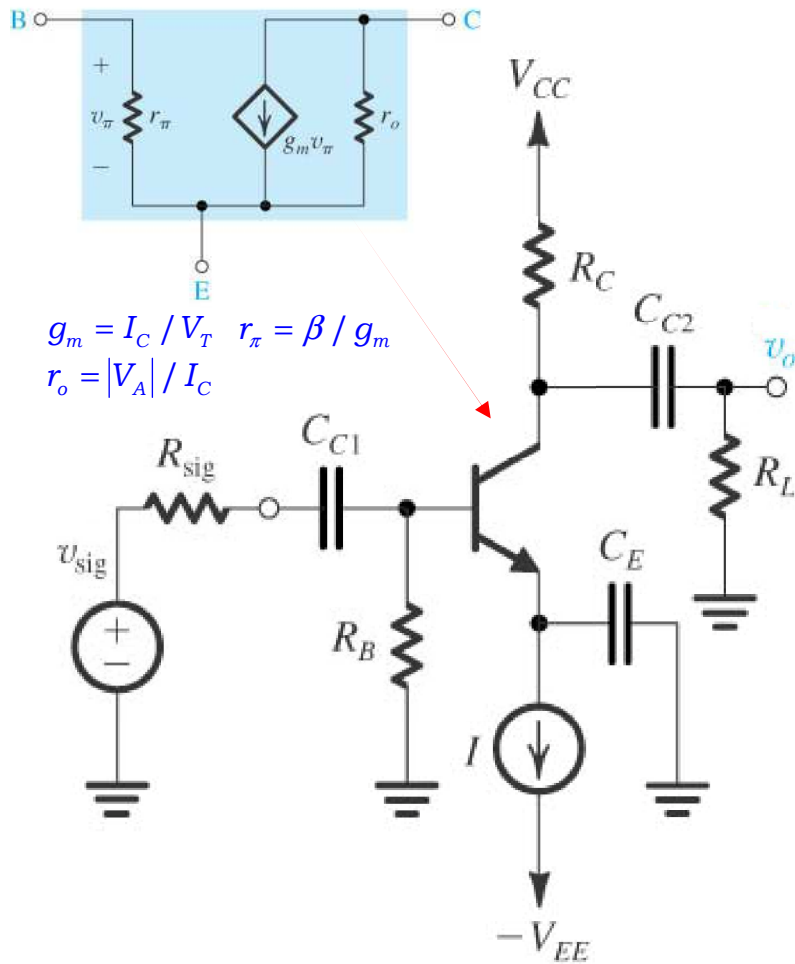 B
C
+
v_π
r_π
−
g_m v_π
r_o
E
g_m = I_C / V_T r_π = β / g_m
r_o = |V_A| / I_C
V_CC
R_C
C_C2
v_o
C_C1
R_sig
R_L
v_sig
C_E
+
−
R_B
I
−V_EE